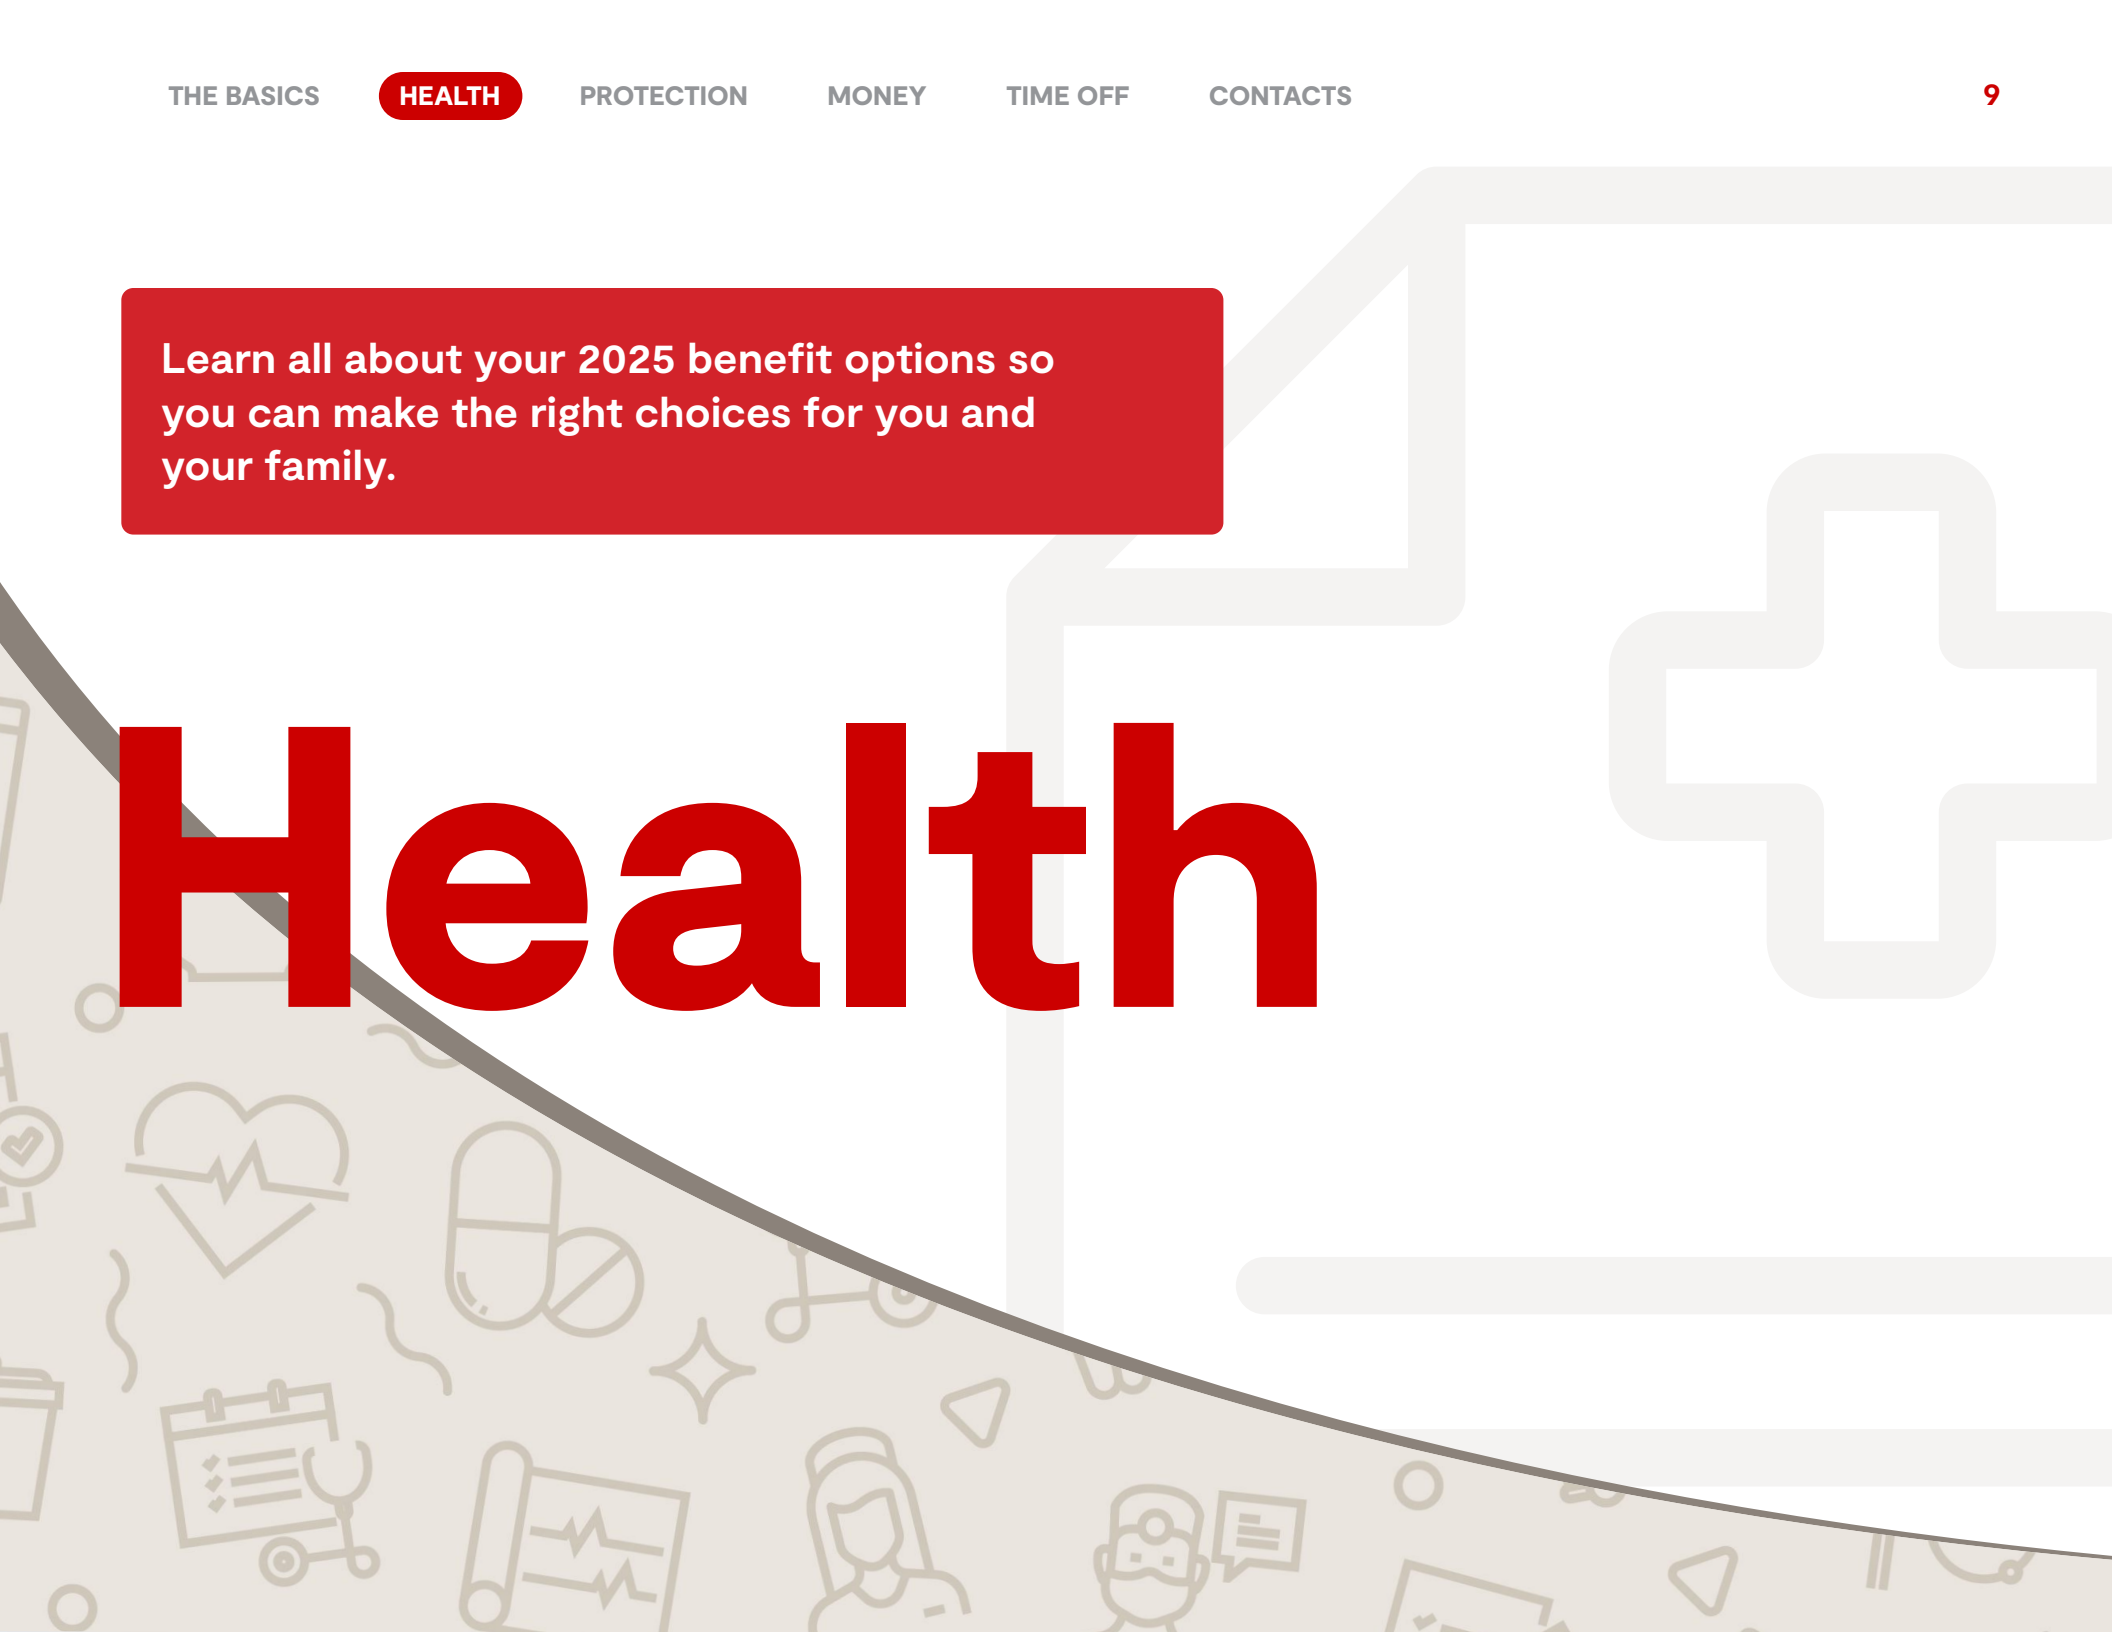 THE BASICS HEALTH PROTECTION MONEY TIME OFF CONTACTS 9
Learn all about your 2025 benefit options so
you can make the right choices for you and
your family.
Health